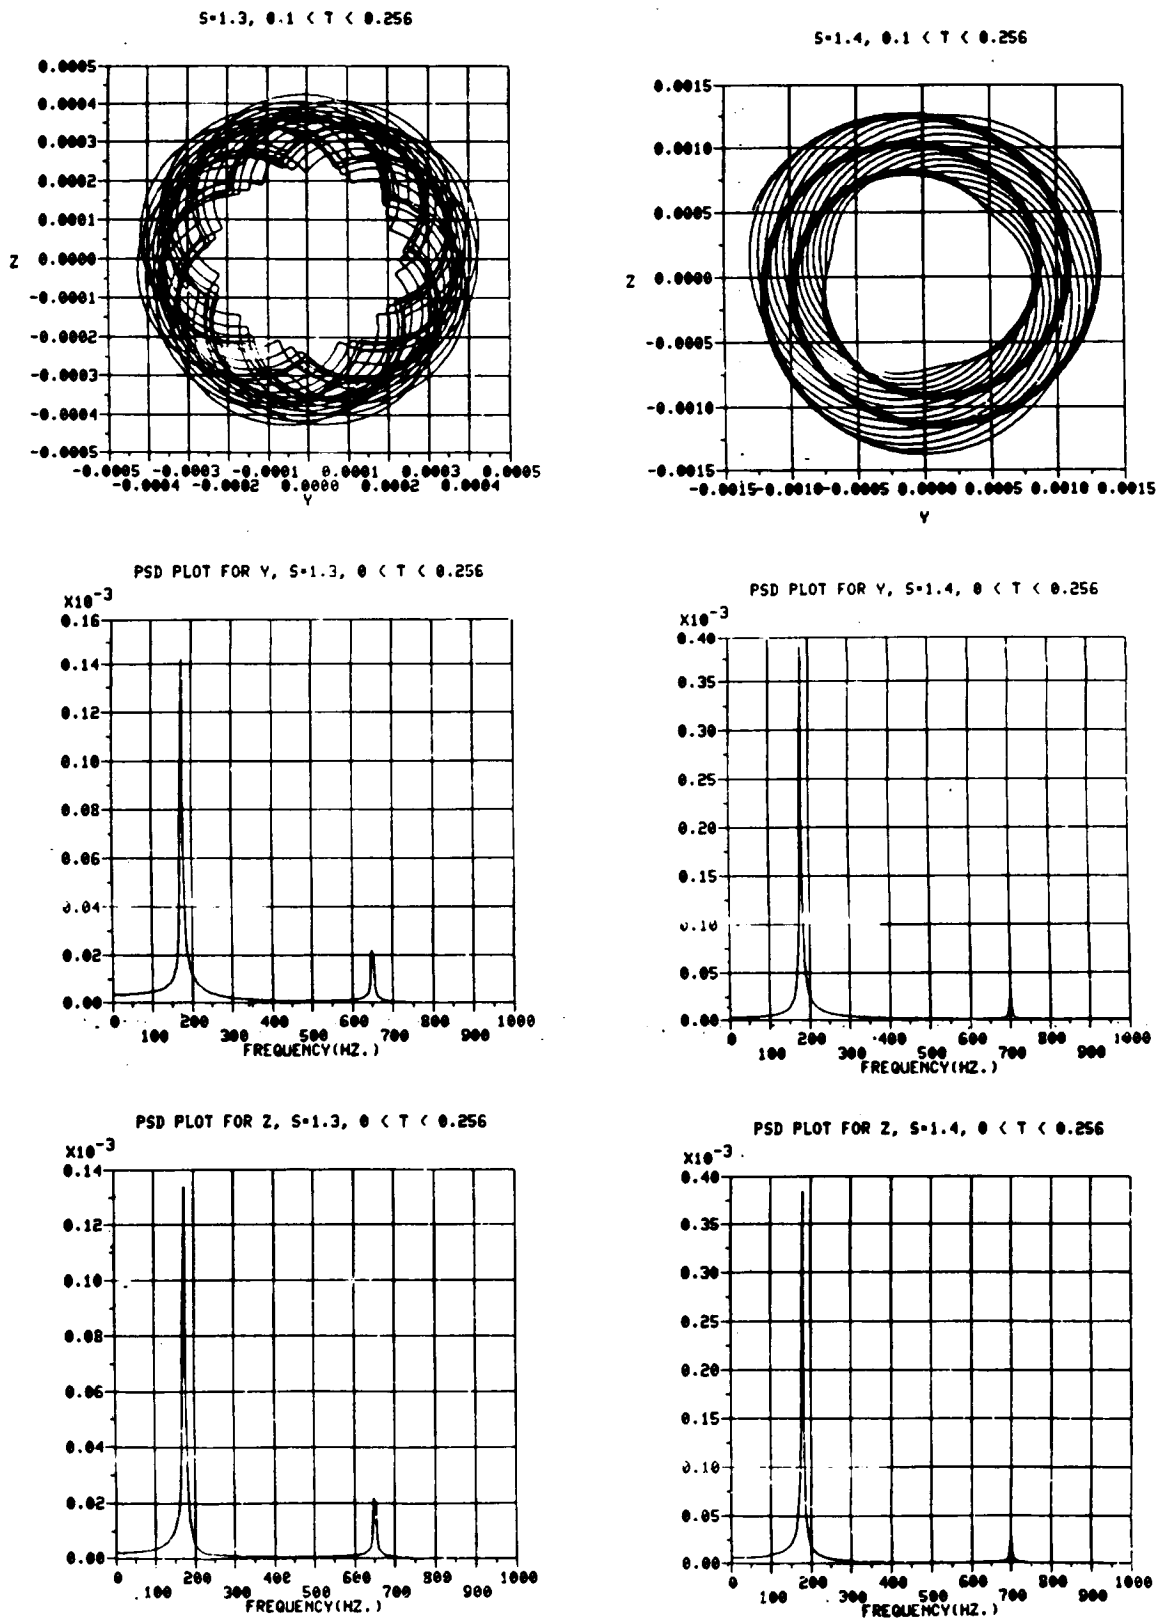 S=1.3, 0.1 < T < 0.256
0.0005
0.0004
0.0003
0.0002
0.0001
0.0000
-0.0001
-0.0002
-0.0003
-0.0004
-0.0005
Z
-0.0005 -0.0003 -0.0001 0.0001 0.0003 0.0005
-0.0004 -0.0002 0.0000 0.0002 0.0004
Y
S=1.4, 0.1 < T < 0.256
0.0015
0.0010
0.0005
0.0000
-0.0005
-0.0010
-0.0015
Z
-0.0015 -0.0010 -0.0005 0.0000 0.0005 0.0010 0.0015
Y
PSD PLOT FOR Y, S=1.3, 0 < T < 0.256
X10-3
0.16
0.14
0.12
0.10
0.08
0.06
0.04
0.02
0.00
0 200 400 600 800 1000
100 300 500 700 900
FREQUENCY(HZ.)
PSD PLOT FOR Y, S=1.4, 0 < T < 0.256
X10-3
0.40
0.35
0.30
0.25
0.20
0.15
0.10
0.05
0.00
0 200 400 600 800 1000
100 300 500 700 900
FREQUENCY(HZ.)
PSD PLOT FOR Z, S=1.3, 0 < T < 0.256
X10-3
0.14
0.12
0.10
0.08
0.06
0.04
0.02
0.00
0 200 400 600 800 1000
100 300 500 700 900
FREQUENCY(HZ.)
PSD PLOT FOR Z, S=1.4, 0 < T < 0.256
X10-3
0.40
0.35
0.30
0.25
0.20
0.15
0.10
0.05
0.00
0 200 400 600 800 1000
100 300 500 700 900
FREQUENCY(HZ.)